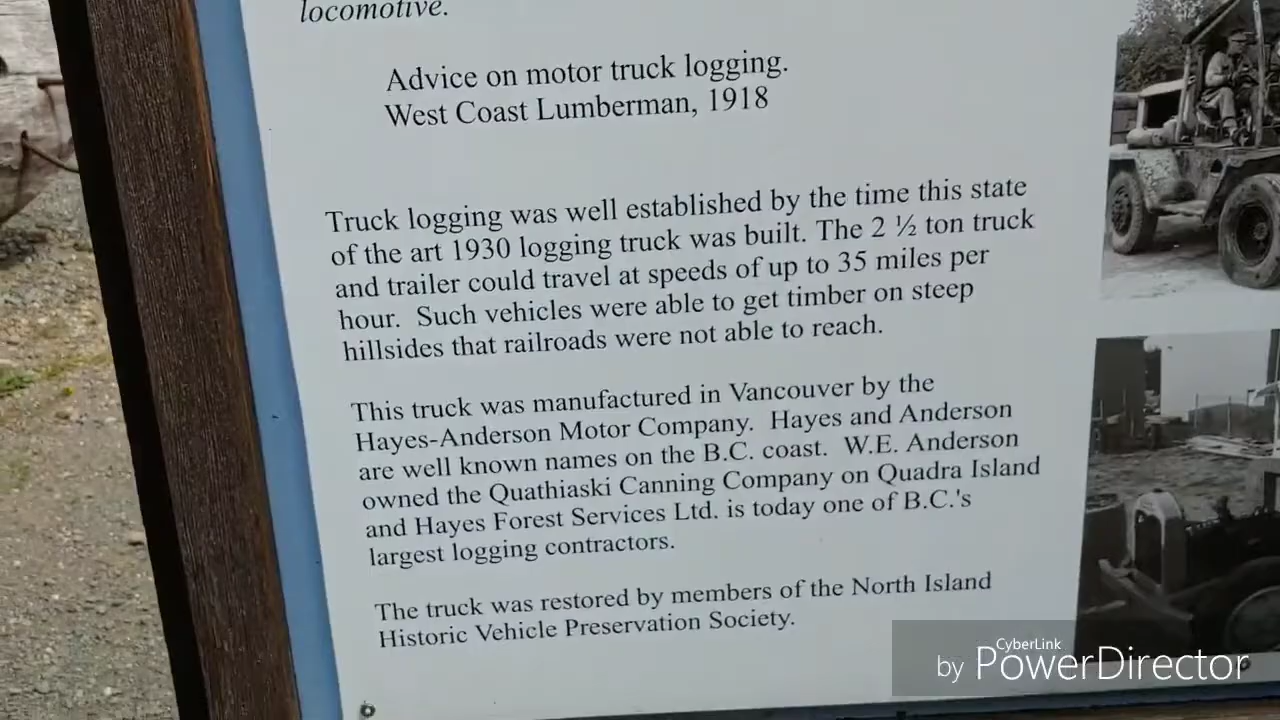 locomotive.
Advice on motor truck logging.
West Coast Lumberman, 1918
Truck logging was well established by the time this state
of the art 1930 logging truck was built. The 2 ½ ton truck
and trailer could travel at speeds of up to 35 miles per
hour. Such vehicles were able to get timber on steep
hillsides that railroads were not able to reach.
This truck was manufactured in Vancouver by the
Hayes-Anderson Motor Company. Hayes and Anderson
are well known names on the B.C. coast. W.E. Anderson
owned the Quathiaski Canning Company on Quadra Island
and Hayes Forest Services Ltd. is today one of B.C.'s
largest logging contractors.
The truck was restored by members of the North Island
Historic Vehicle Preservation Society.
CyberLink
by PowerDirector